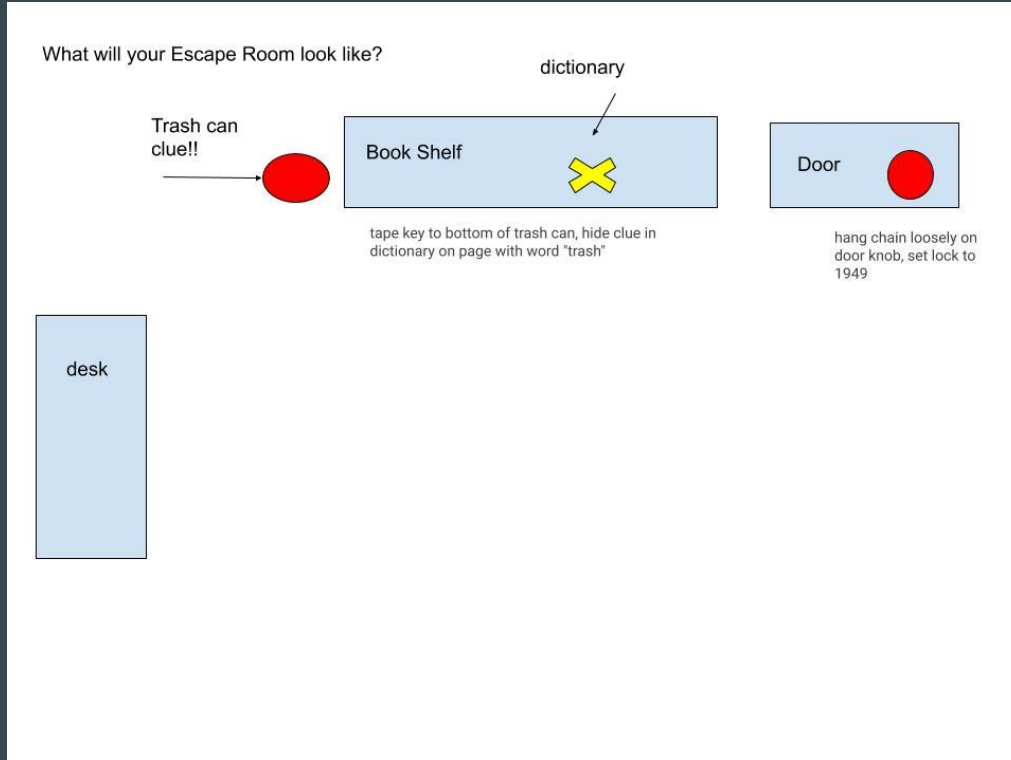 What will your Escape Room look like?
dictionary
Trash can
clue!!
Book Shelf
Door
tape key to bottom of trash can, hide clue in
dictionary on page with word "trash"
hang chain loosely on
door knob, set lock to
1949
desk